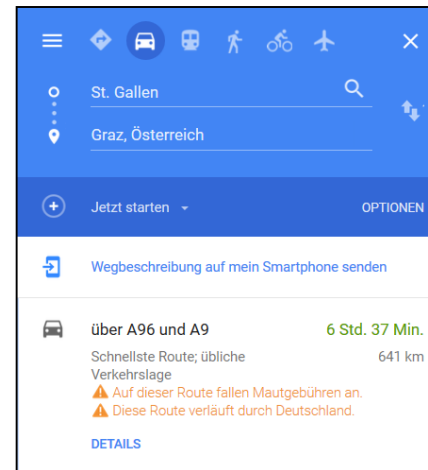 St. Gallen
Graz, Österreich
Jetzt starten
OPTIONEN
Wegbeschreibung auf mein Smartphone senden
über A96 und A9
6 Std. 37 Min.
Schnellste Route; übliche
641 km
Verkehrslage
Auf dieser Route fallen Mautgebühren an.
Diese Route verläuft durch Deutschland.
DETAILS